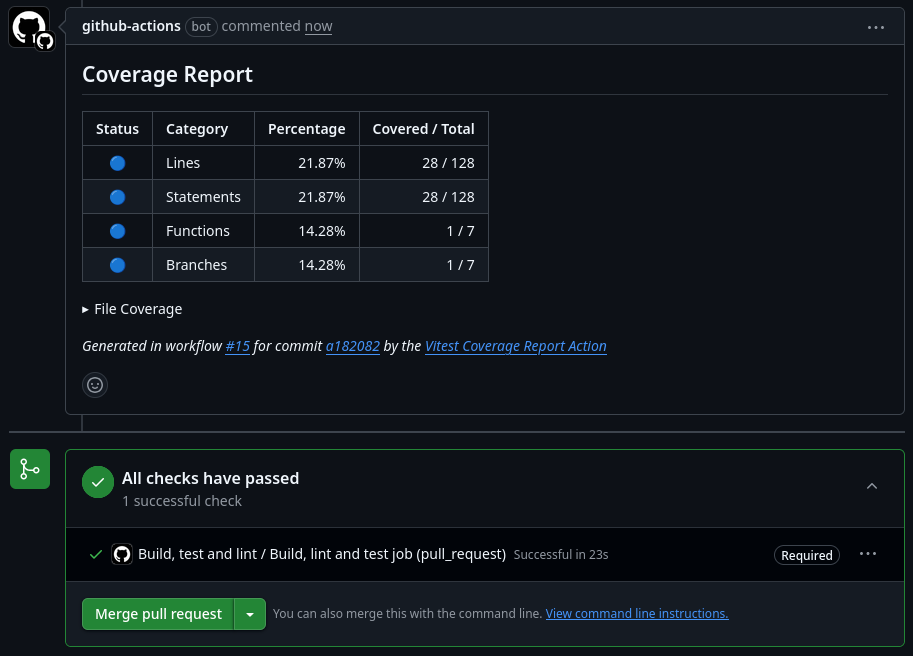 github-actions bot commented now
Coverage Report
Status Category Percentage Covered / Total
Lines 21.87% 28 / 128
Statements 21.87% 28 / 128
Functions 14.28% 1 / 7
Branches 14.28% 1 / 7
File Coverage
Generated in workflow #15 for commit a182082 by the Vitest Coverage Report Action
All checks have passed
1 successful check
Build, test and lint / Build, lint and test job (pull_request) Successful in 23s Required
Merge pull request You can also merge this with the command line. View command line instructions.